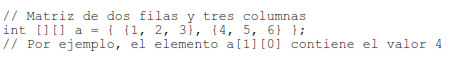 // Matriz de dos filas y tres columnas
int [][] a = { {1, 2, 3}, {4, 5, 6} };
// Por ejemplo, el elemento a[1][0] contiene el valor 4